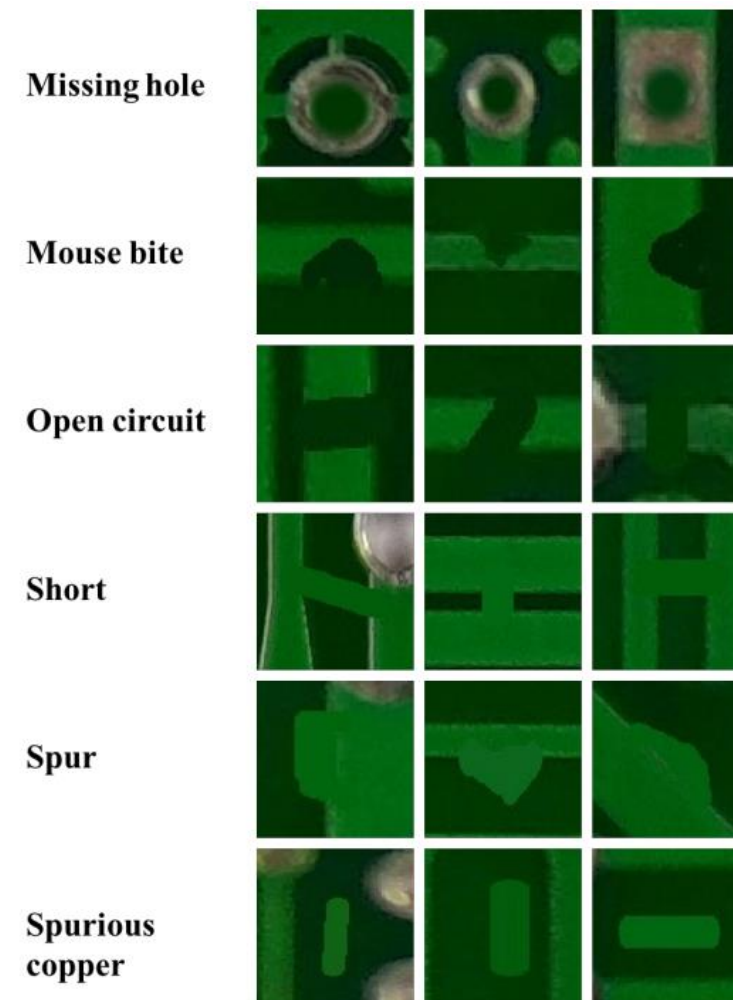 Missing hole
Mouse bite
Open circuit
Short
Spur
Spurious
copper